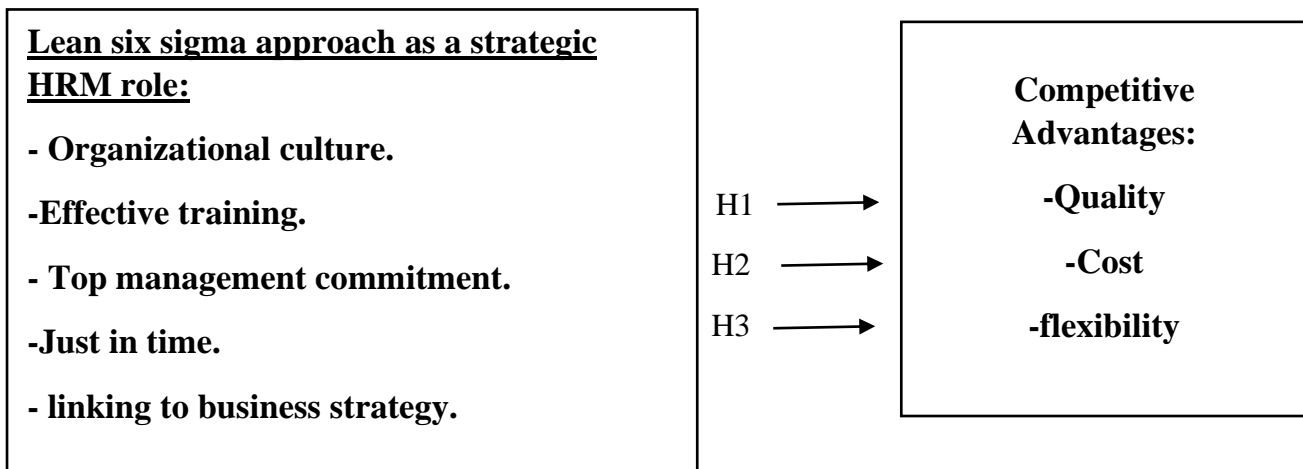 Lean six sigma approach as a strategic
HRM role:
- Organizational culture.
-Effective training.
- Top management commitment.
-Just in time.
- linking to business strategy.
H1
H2
H3
Competitive
Advantages:
-Quality
-Cost
-flexibility